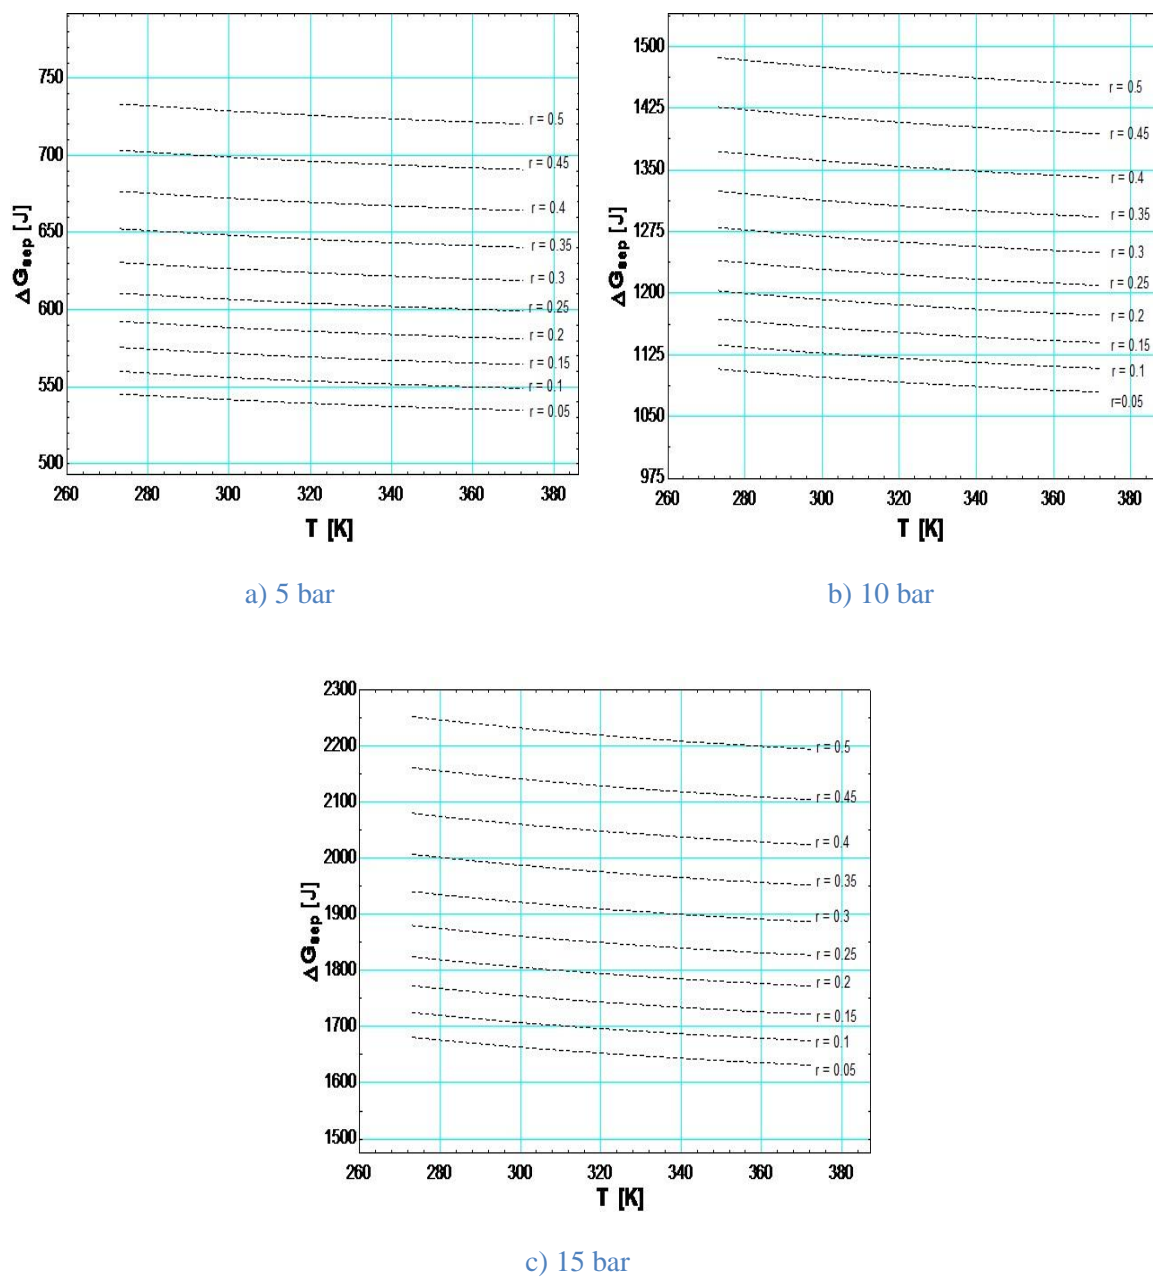 750
700
650
600
550
500
ΔG_sep [J]
r = 0.5
r = 0.45
r = 0.4
r = 0.35
r = 0.3
r = 0.25
r = 0.2
r = 0.15
r = 0.1
r = 0.05
260 280 300 320 340 360 380
T [K]
a) 5 bar
1500
1425
1350
1275
1200
1125
1050
975
ΔG_sep [J]
r = 0.5
r = 0.45
r = 0.4
r = 0.35
r = 0.3
r = 0.25
r = 0.2
r = 0.15
r = 0.1
r=0.05
260 280 300 320 340 360 380
T [K]
b) 10 bar
2300
2200
2100
2000
1900
1800
1700
1600
1500
ΔG_sep [J]
r = 0.5
r = 0.45
r = 0.4
r = 0.35
r = 0.3
r = 0.25
r = 0.2
r = 0.15
r = 0.1
r = 0.05
260 280 300 320 340 360 380
T [K]
c) 15 bar